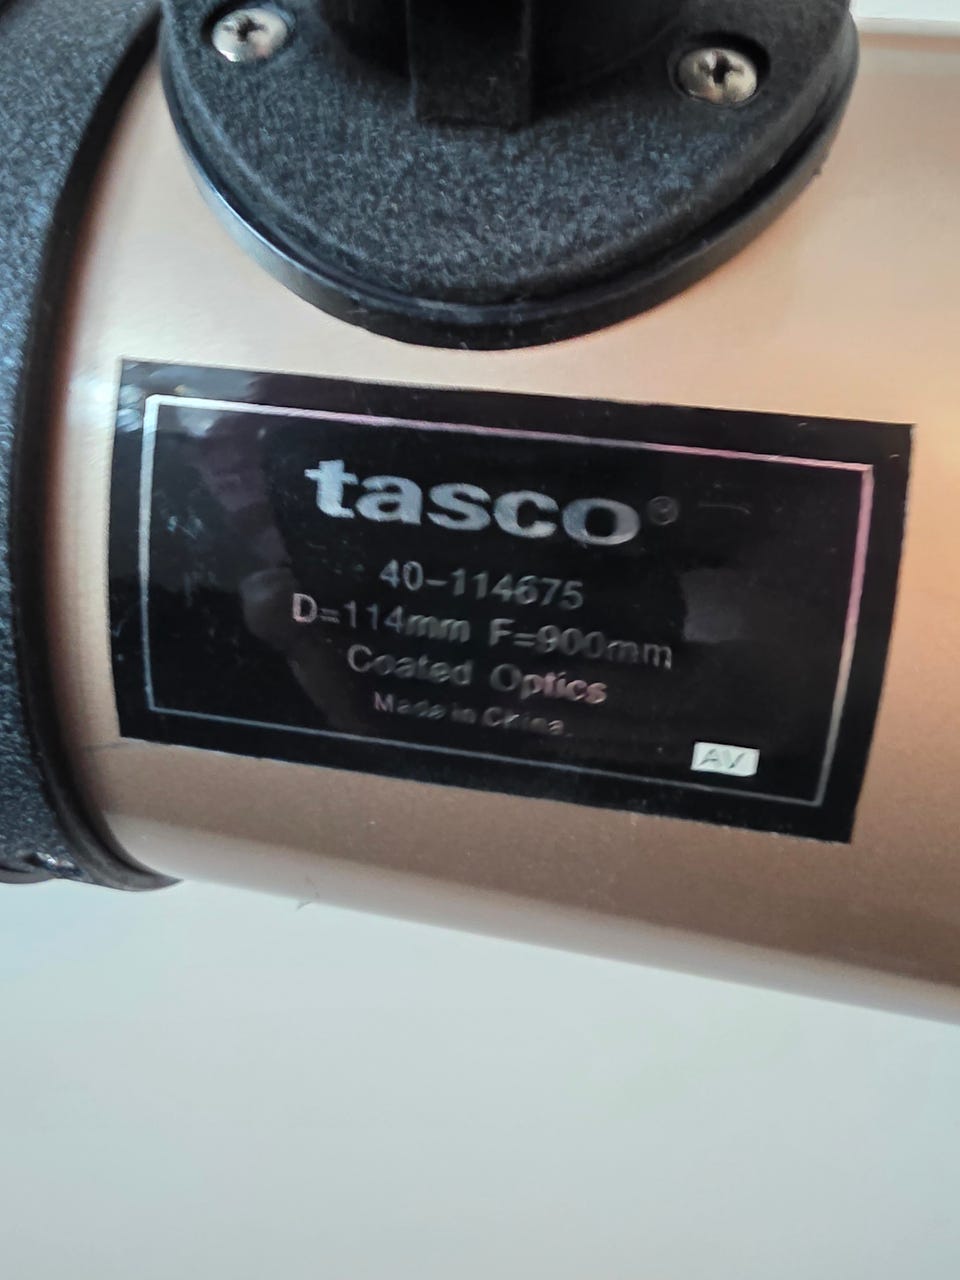 tasco®
40-114675
D=114mm F=900mm
Coated Optics
Made in China.
AV